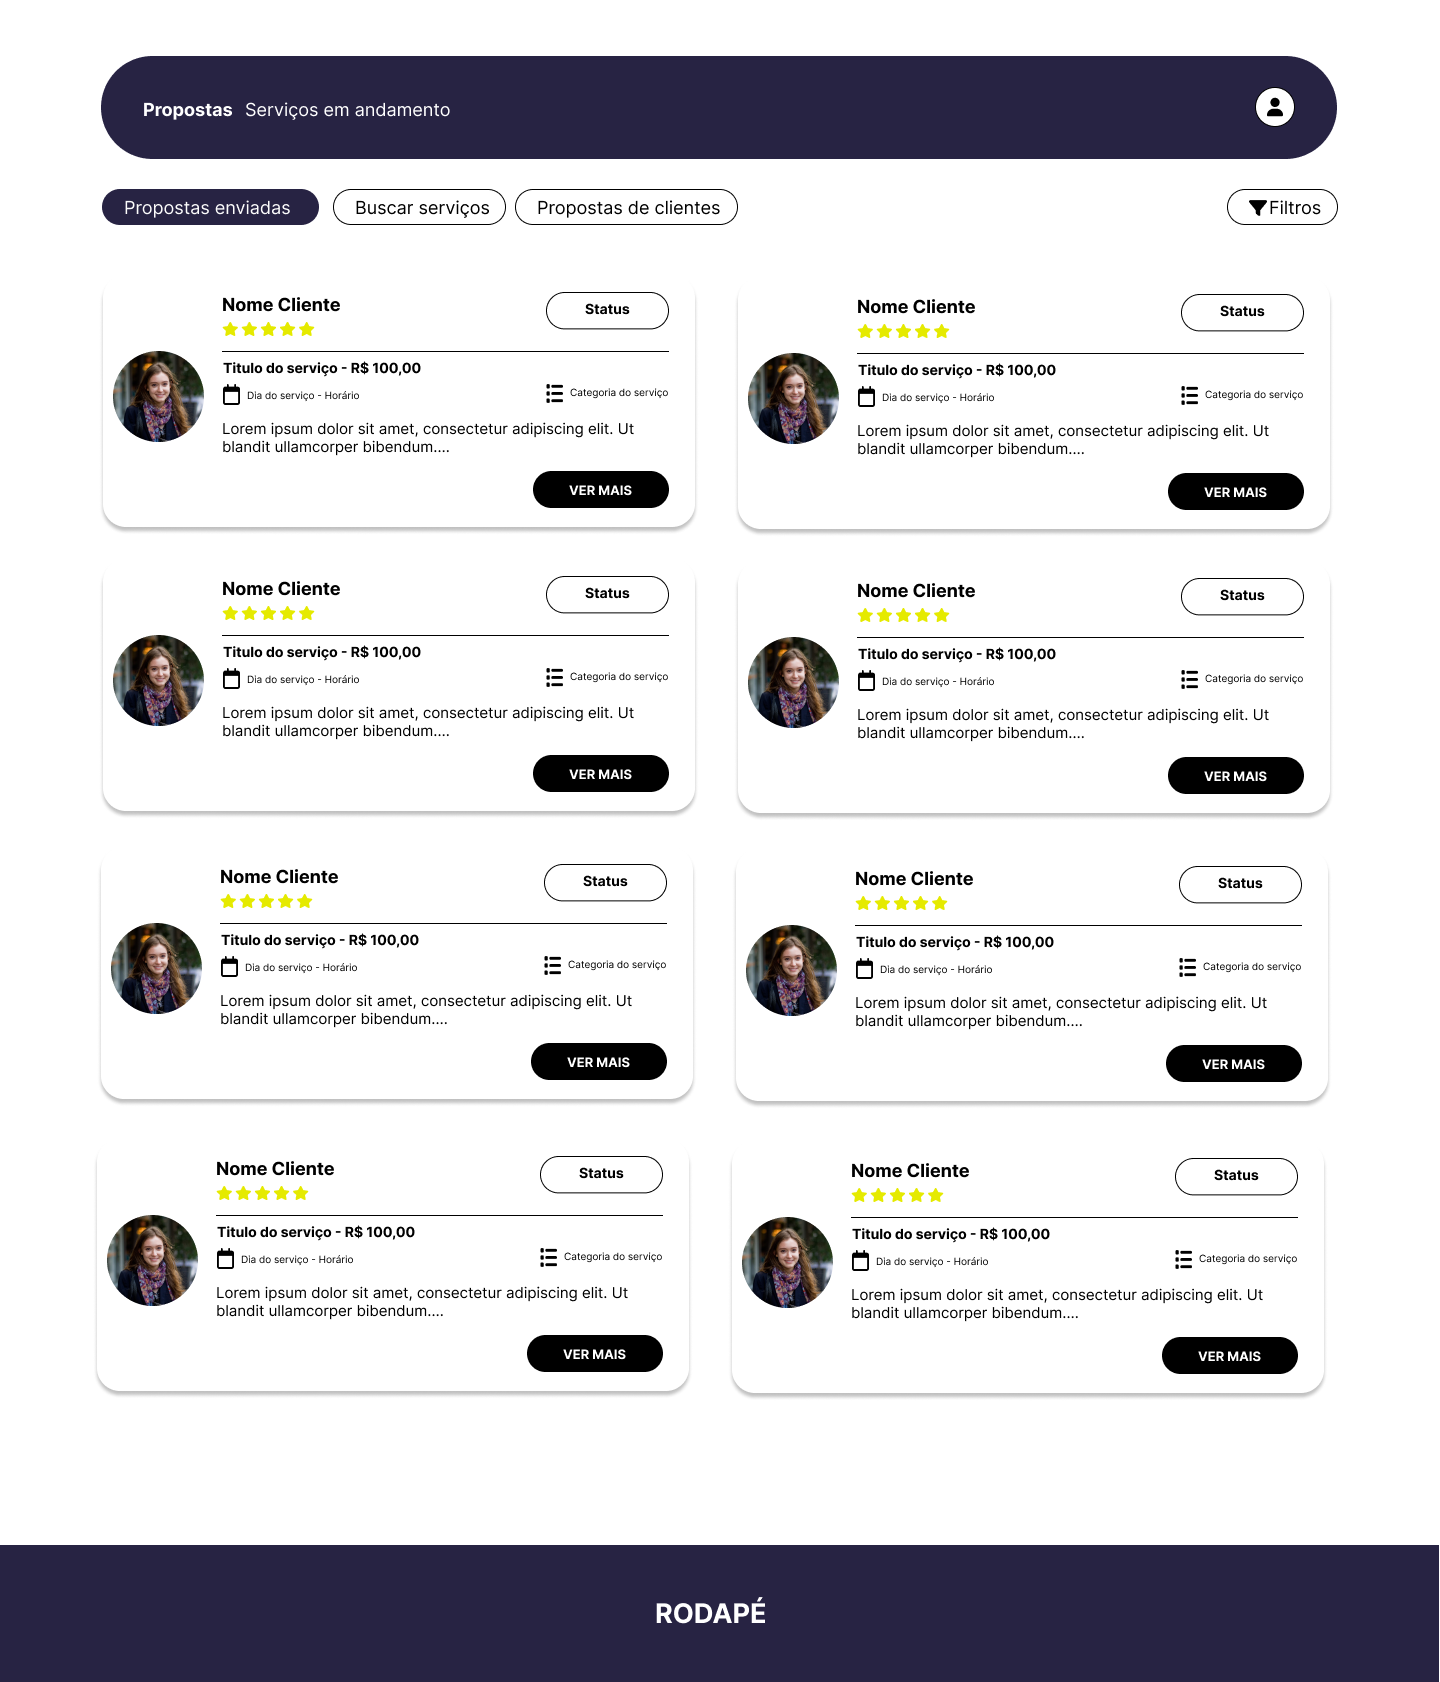 Propostas Serviços em andamento
Propostas enviadas
Buscar serviços
Propostas de clientes
Filtros
Nome Cliente
Status
Titulo do serviço - R$ 100,00
Dia do serviço - Horário
Categoria do serviço
Lorem ipsum dolor sit amet, consectetur adipiscing elit. Ut
blandit ullamcorper bibendum....
VER MAIS
Nome Cliente
Status
Titulo do serviço - R$ 100,00
Dia do serviço - Horário
Categoria do serviço
Lorem ipsum dolor sit amet, consectetur adipiscing elit. Ut
blandit ullamcorper bibendum....
VER MAIS
Nome Cliente
Status
Titulo do serviço - R$ 100,00
Dia do serviço - Horário
Categoria do serviço
Lorem ipsum dolor sit amet, consectetur adipiscing elit. Ut
blandit ullamcorper bibendum....
VER MAIS
Nome Cliente
Status
Titulo do serviço - R$ 100,00
Dia do serviço - Horário
Categoria do serviço
Lorem ipsum dolor sit amet, consectetur adipiscing elit. Ut
blandit ullamcorper bibendum....
VER MAIS
Nome Cliente
Status
Titulo do serviço - R$ 100,00
Dia do serviço - Horário
Categoria do serviço
Lorem ipsum dolor sit amet, consectetur adipiscing elit. Ut
blandit ullamcorper bibendum....
VER MAIS
Nome Cliente
Status
Titulo do serviço - R$ 100,00
Dia do serviço - Horário
Categoria do serviço
Lorem ipsum dolor sit amet, consectetur adipiscing elit. Ut
blandit ullamcorper bibendum....
VER MAIS
Nome Cliente
Status
Titulo do serviço - R$ 100,00
Dia do serviço - Horário
Categoria do serviço
Lorem ipsum dolor sit amet, consectetur adipiscing elit. Ut
blandit ullamcorper bibendum....
VER MAIS
Nome Cliente
Status
Titulo do serviço - R$ 100,00
Dia do serviço - Horário
Categoria do serviço
Lorem ipsum dolor sit amet, consectetur adipiscing elit. Ut
blandit ullamcorper bibendum....
VER MAIS
RODAPÉ